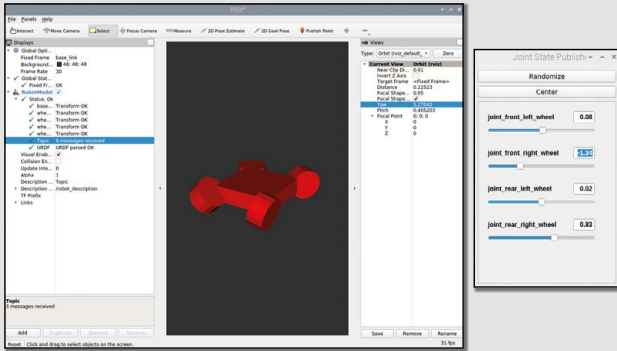 RViz*
File Panels Help
Interact Move Camera Select Focus Camera Measure 2D Pose Estimate 2D Goal Pose Publish Point
Displays
Global Opti...
Fixed Frame base_link
Background... 48; 48; 48
Frame Rate 30
Global Status...
Fixed Fr... OK
RobotModel
Status: Ok
base... Transform OK
whe... Transform OK
whe... Transform OK
whe... Transform OK
whe... Transform OK
Topic 3 messages received
URDF URDF parsed OK
Visual Enab...
Collision En...
Update Inte... 0
Alpha 1
Description ... Topic
Description ... /robot_description
TF Prefix
Links
Topic
3 messages received
Add Duplicate Remove Rename
Reset Click and drag to select objects on the screen.
Views
Type: Orbit (rviz_default_ Zero
Current View Orbit (rviz)
Near Clip Di... 0.01
Invert Z Axis
Target Frame <Fixed Frame>
Distance 0.22523
Focal Shape... 0.05
Focal Shape...
Yaw 5.27043
Pitch 0.405203
Focal Point 0; 0; 0
X 0
Y 0
Z 0
Save Remove Rename
31 fps
Joint State Publish
Randomize
Center
joint_front_left_wheel 0.08
joint_front_right_wheel -1.34
joint_rear_left_wheel 0.02
joint_rear_right_wheel 0.83